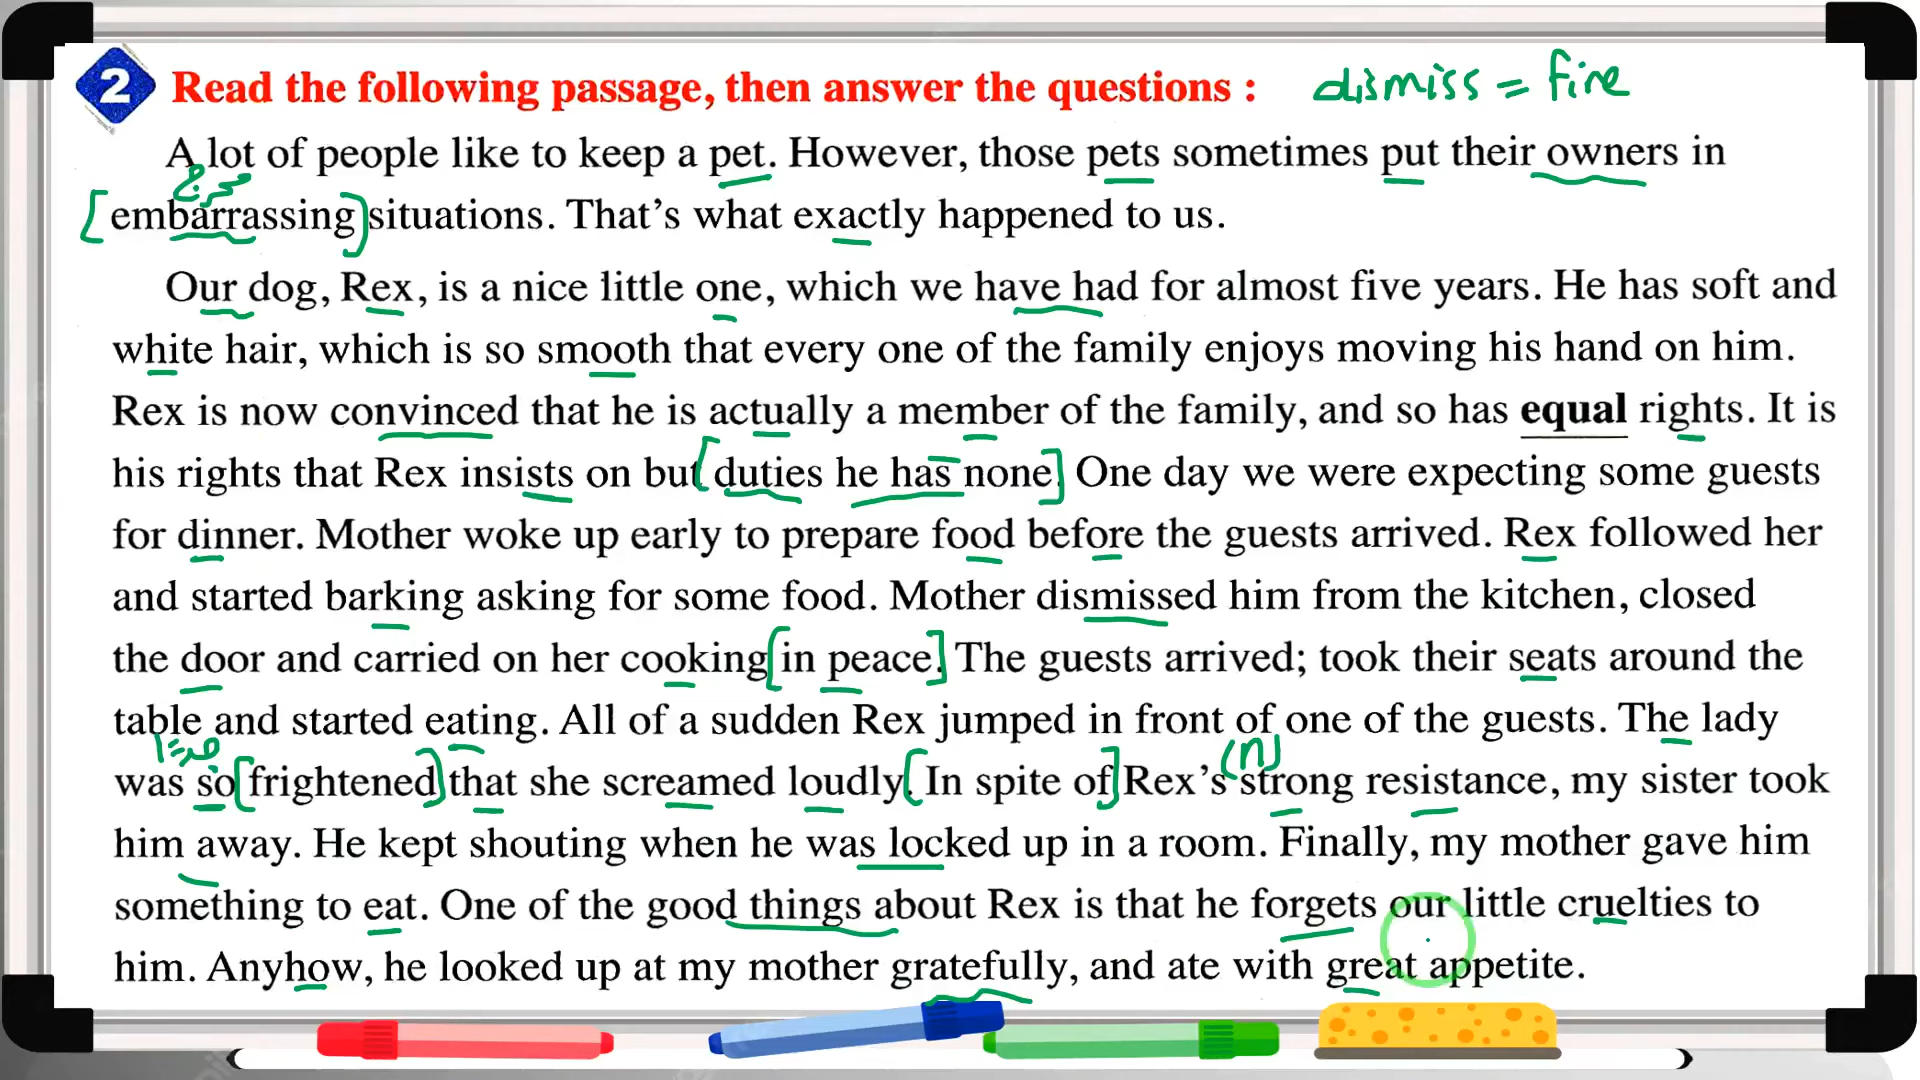 2 Read the following passage, then answer the questions : dismiss = fire
A lot of people like to keep a pet. However, those pets sometimes put their owners in
محرج
embarrassing situations. That's what exactly happened to us.
Our dog, Rex, is a nice little one, which we have had for almost five years. He has soft and
white hair, which is so smooth that every one of the family enjoys moving his hand on him.
Rex is now convinced that he is actually a member of the family, and so has equal rights. It is
his rights that Rex insists on but duties he has none. One day we were expecting some guests
for dinner. Mother woke up early to prepare food before the guests arrived. Rex followed her
and started barking asking for some food. Mother dismissed him from the kitchen, closed
the door and carried on her cooking in peace. The guests arrived; took their seats around the
table and started eating. All of a sudden Rex jumped in front of one of the guests. The lady
(n)
was so frightened that she screamed loudly. In spite of Rex's strong resistance, my sister took
him away. He kept shouting when he was locked up in a room. Finally, my mother gave him
something to eat. One of the good things about Rex is that he forgets our little cruelties to
him. Anyhow, he looked up at my mother gratefully, and ate with great appetite.